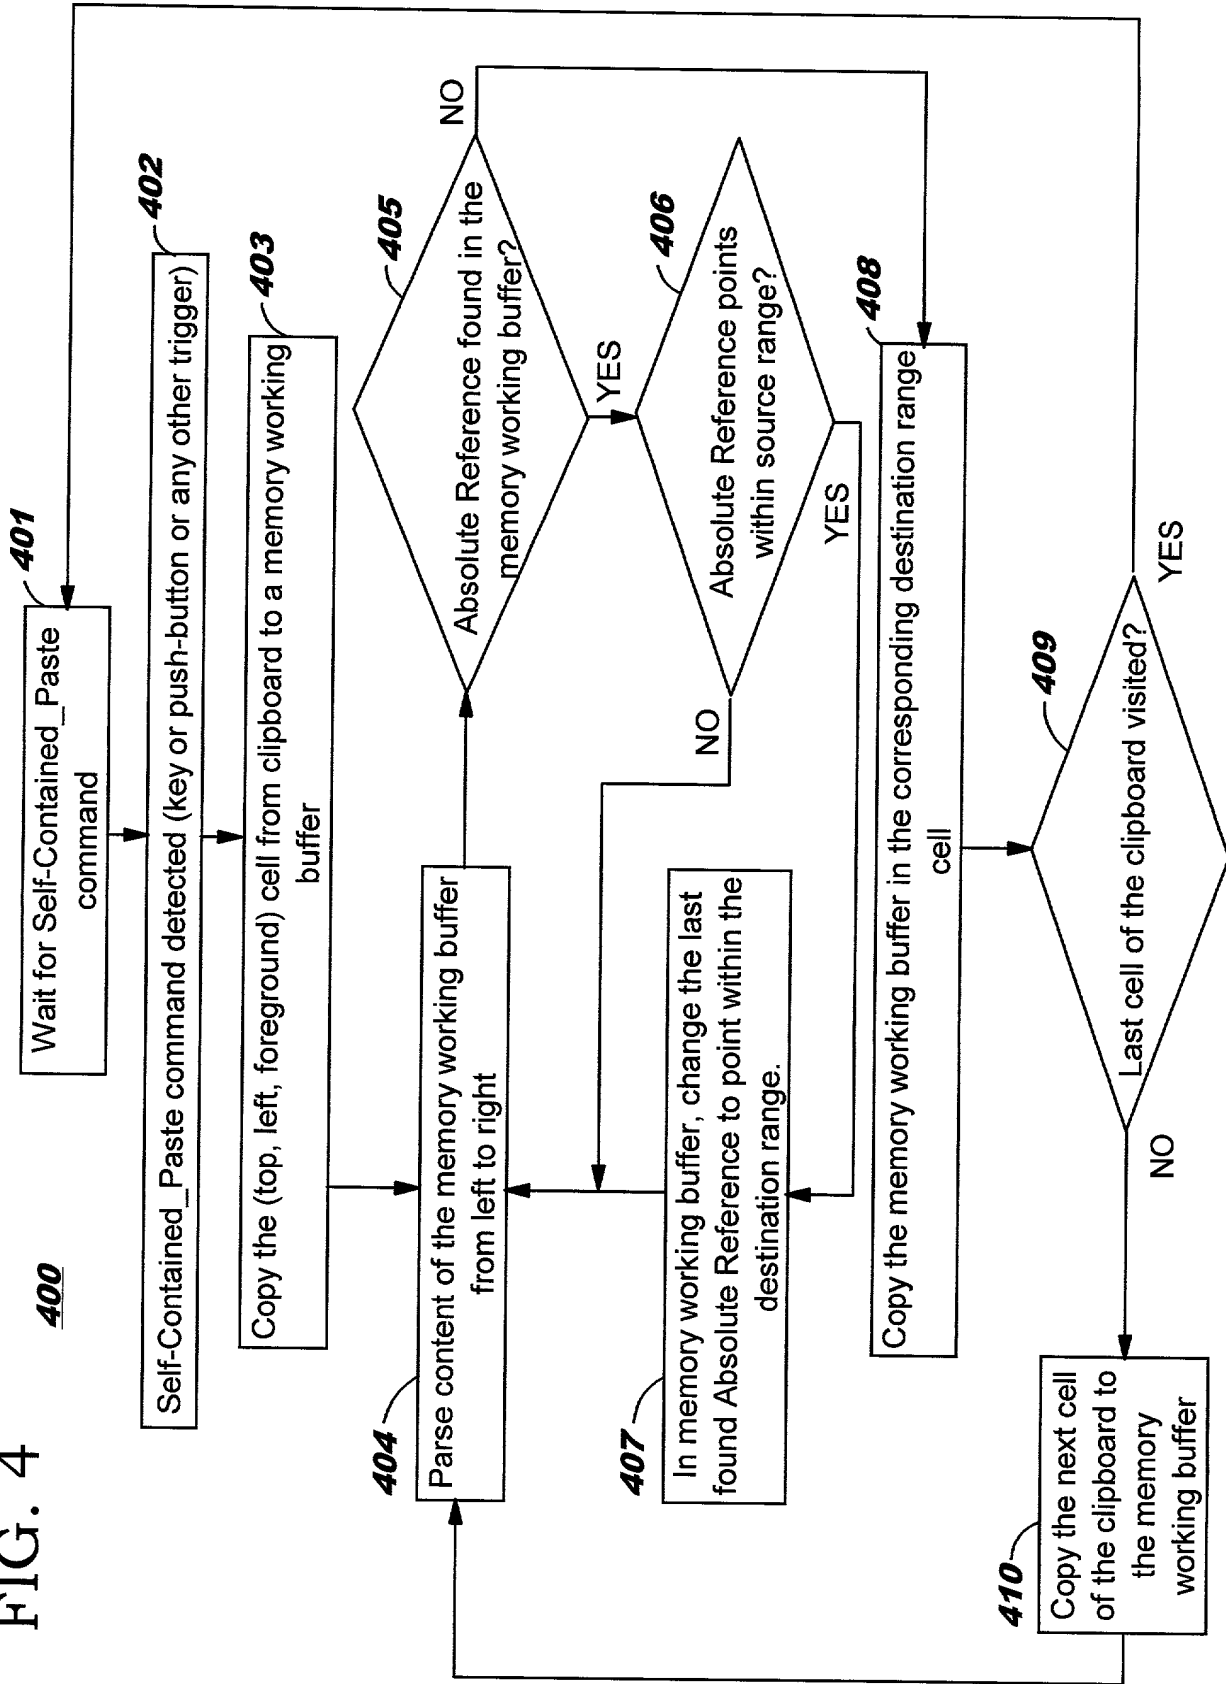 FIG. 4
400
401
Wait for Self-Contained_Paste
command
402
Self-Contained_Paste command detected (key or push-button or any other trigger)
403
Copy the (top, left, foreground) cell from clipboard to a memory working
buffer
404
Parse content of the memory working buffer
from left to right
405
Absolute Reference found in the
memory working buffer?
NO
YES
406
Absolute Reference points
within source range?
NO
YES
407
In memory working buffer, change the last
found Absolute Reference to point within the
destination range.
408
Copy the memory working buffer in the corresponding destination range
cell
409
Last cell of the clipboard visited?
YES
NO
410
Copy the next cell
of the clipboard to
the memory
working buffer